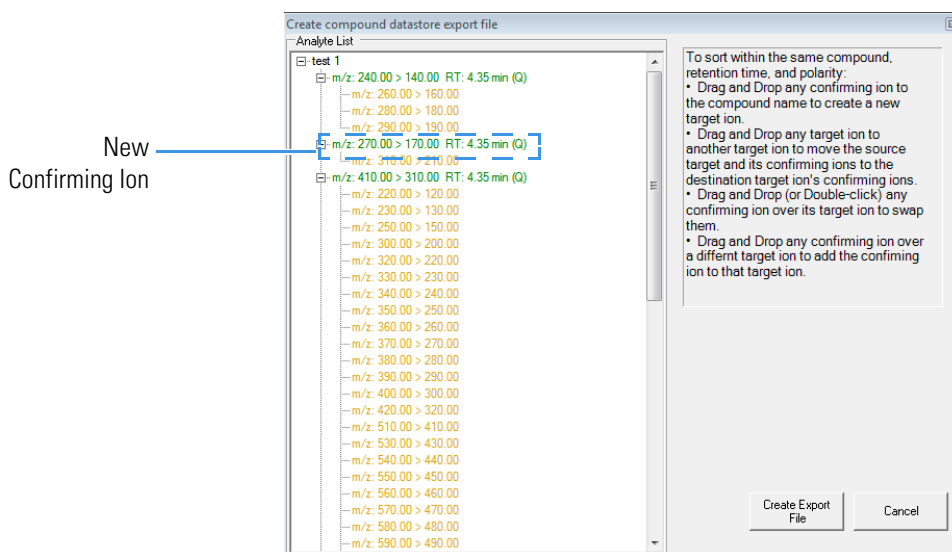 Create compound datastore export file
Analyte List
test 1
m/z: 240.00 > 140.00 RT: 4.35 min (Q)
m/z: 260.00 > 160.00
m/z: 280.00 > 180.00
m/z: 290.00 > 190.00
m/z: 270.00 > 170.00 RT: 4.35 min (Q)
m/z: 310.00 > 210.00
m/z: 410.00 > 310.00 RT: 4.35 min (Q)
m/z: 220.00 > 120.00
m/z: 230.00 > 130.00
m/z: 250.00 > 150.00
m/z: 300.00 > 200.00
m/z: 320.00 > 220.00
m/z: 330.00 > 230.00
m/z: 340.00 > 240.00
m/z: 350.00 > 250.00
m/z: 360.00 > 260.00
m/z: 370.00 > 270.00
m/z: 380.00 > 280.00
m/z: 390.00 > 290.00
m/z: 400.00 > 300.00
m/z: 420.00 > 320.00
m/z: 510.00 > 410.00
m/z: 530.00 > 430.00
m/z: 540.00 > 440.00
m/z: 550.00 > 450.00
m/z: 560.00 > 460.00
m/z: 570.00 > 470.00
m/z: 580.00 > 480.00
m/z: 590.00 > 490.00
New
Confirming Ion
To sort within the same compound,
retention time, and polarity:
• Drag and Drop any confirming ion to
the compound name to create a new
target ion.
• Drag and Drop any target ion to
another target ion to move the source
target and its confirming ions to the
destination target ion's confirming ions.
• Drag and Drop (or Double-click) any
confirming ion over its target ion to swap
them.
• Drag and Drop any confirming ion over
a differnt target ion to add the confiming
ion to that target ion.
Create Export
File
Cancel